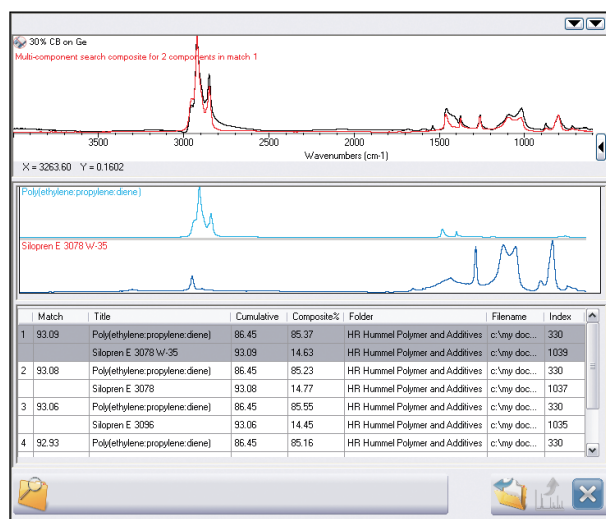 30% CB on Ge
Multi-component search composite for 2 components in match 1
3500 3000 2500 2000 1500 1000
Wavenumbers (cm-1)
X = 3263.60 Y = 0.1602
Poly(ethylene:propylene:diene)
Silopren E 3078 W-35
Match Title Cumulative Composite% Folder Filename Index
1 93.09 Poly(ethylene:propylene:diene) 86.45 85.37 HR Hummel Polymer and Additives c:\my doc... 330
Silopren E 3078 W-35 93.09 14.63 HR Hummel Polymer and Additives c:\my doc... 1039
2 93.08 Poly(ethylene:propylene:diene) 86.45 85.23 HR Hummel Polymer and Additives c:\my doc... 330
Silopren E 3078 93.08 14.77 HR Hummel Polymer and Additives c:\my doc... 1037
3 93.06 Poly(ethylene:propylene:diene) 86.45 85.55 HR Hummel Polymer and Additives c:\my doc... 330
Silopren E 3096 93.06 14.45 HR Hummel Polymer and Additives c:\my doc... 1035
4 92.93 Poly(ethylene:propylene:diene) 86.45 85.16 HR Hummel Polymer and Additives c:\my doc... 330